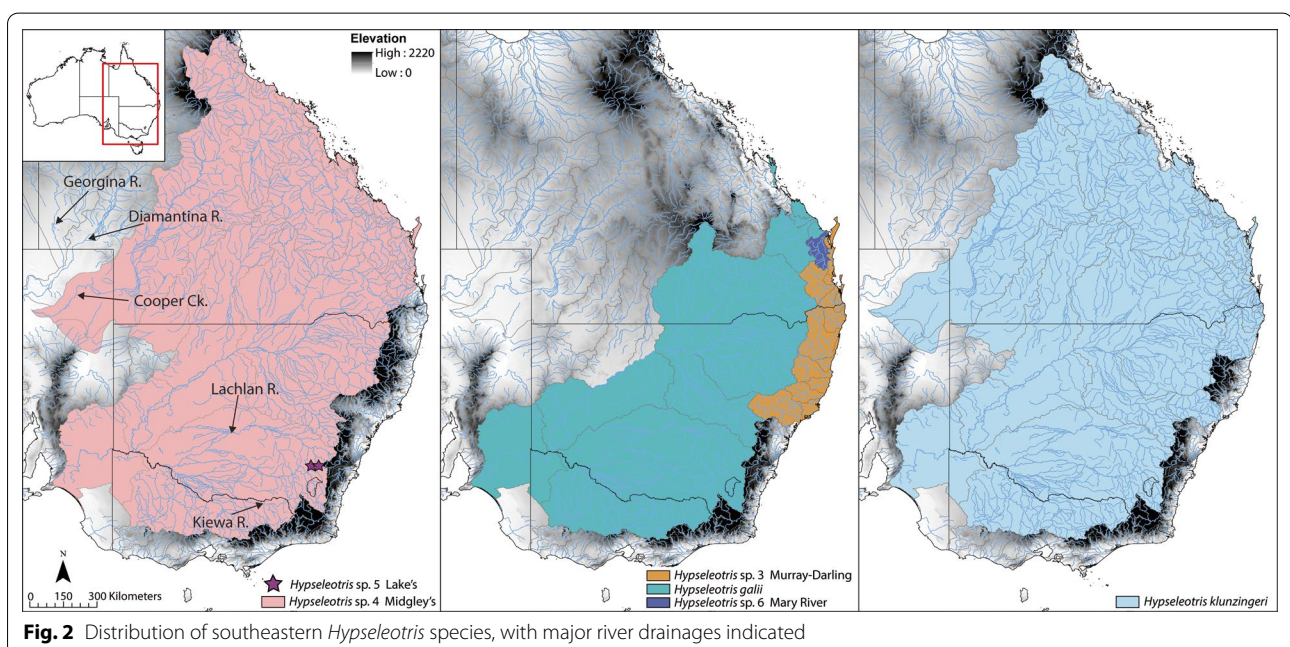 Elevation
High : 2220
Low : 0
Georgina R.
Diamantina R.
Cooper Ck.
Lachlan R.
Kiewa R.
N
0 150 300 Kilometers
Hypseleotris sp. 5 Lake's
Hypseleotris sp. 4 Midgley's
Hypseleotris sp. 3 Murray-Darling
Hypseleotris galii
Hypseleotris sp. 6 Mary River
Hypseleotris klunzingeri
Fig. 2 Distribution of southeastern Hypseleotris species, with major river drainages indicated